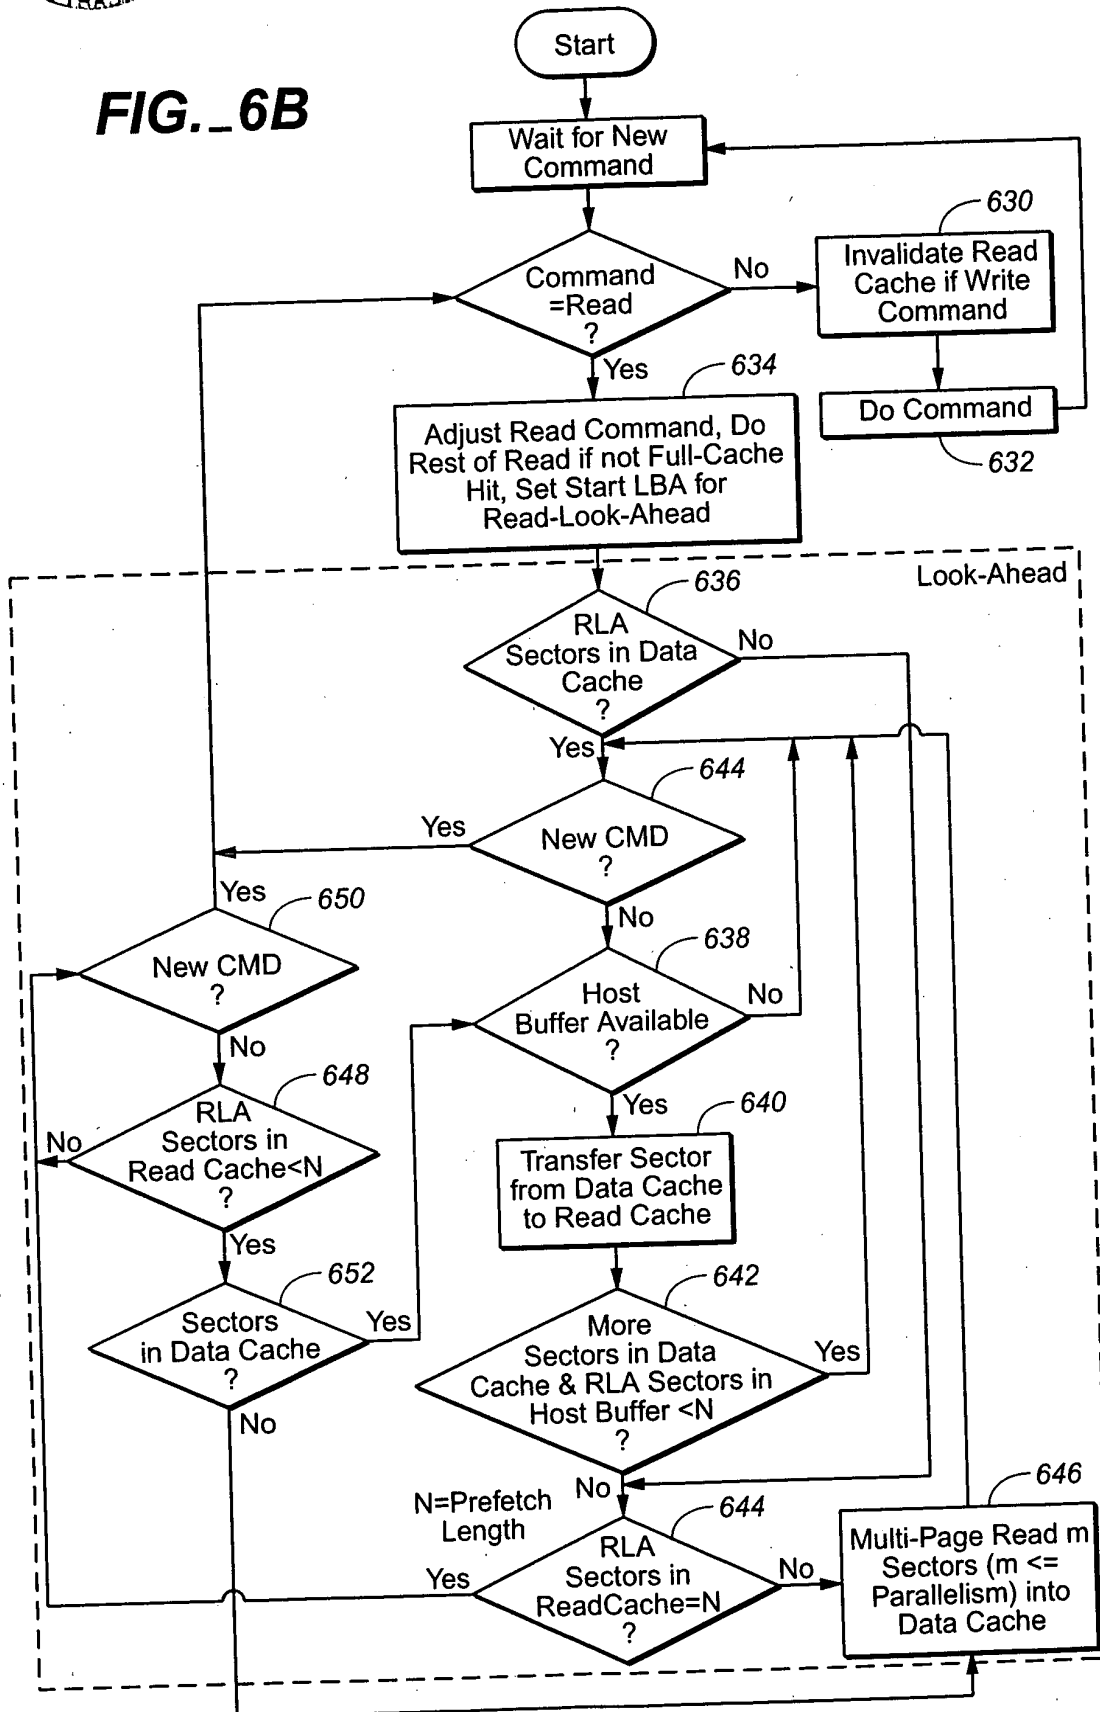 FIG._6B
Start
Wait for New
Command
Command
=Read
?
No
Yes
630
Invalidate Read
Cache if Write
Command
Do Command
632
634
Adjust Read Command, Do
Rest of Read if not Full-Cache
Hit, Set Start LBA for
Read-Look-Ahead
Look-Ahead
636
RLA
Sectors in Data
Cache
?
No
Yes
644
New CMD
?
Yes
No
650
Yes
New CMD
?
No
638
Host
Buffer Available
?
No
Yes
648
RLA
Sectors in
Read Cache<N
?
No
Yes
640
Transfer Sector
from Data Cache
to Read Cache
652
Sectors
in Data Cache
?
Yes
No
642
More
Sectors in Data
Cache & RLA Sectors in
Host Buffer <N
?
Yes
No
N=Prefetch
Length
644
RLA
Sectors in
ReadCache=N
?
Yes
No
646
Multi-Page Read m
Sectors (m <=
Parallelism) into
Data Cache